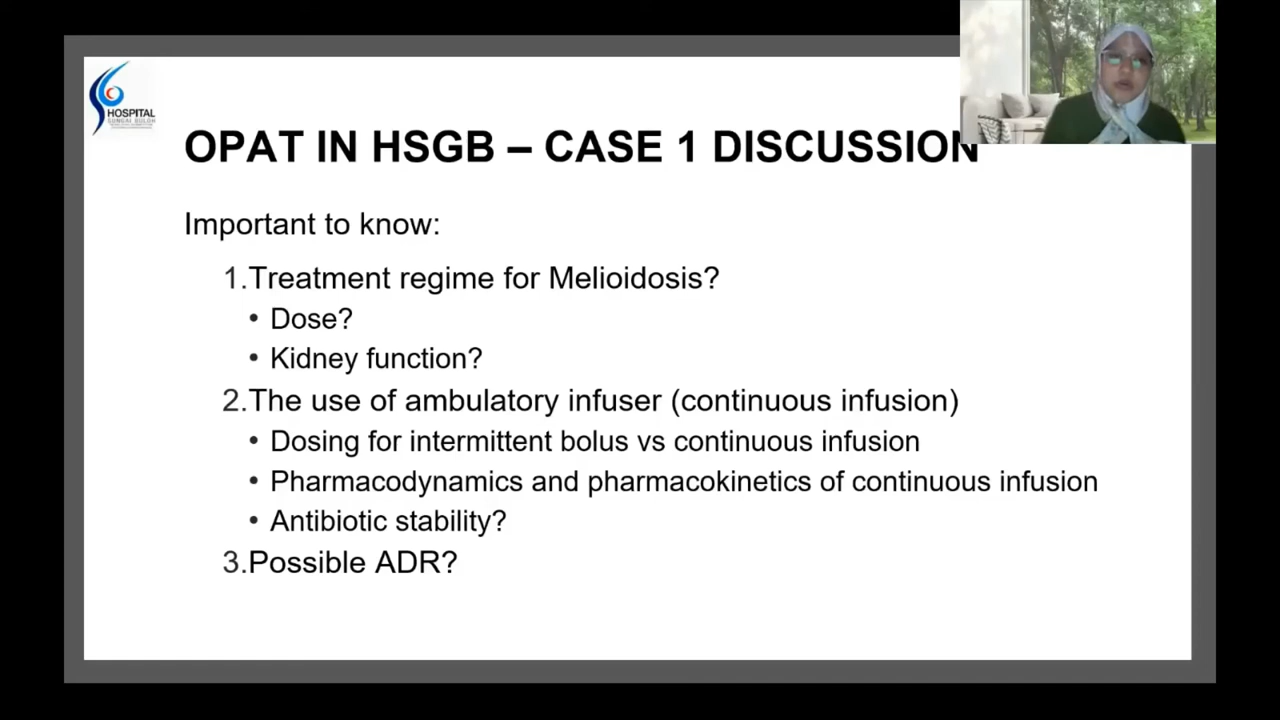 HOSPITAL
SUNGAI BULOH
OPAT IN HSGB – CASE 1 DISCUSSION
Important to know:
1.Treatment regime for Melioidosis?
• Dose?
• Kidney function?
2.The use of ambulatory infuser (continuous infusion)
• Dosing for intermittent bolus vs continuous infusion
• Pharmacodynamics and pharmacokinetics of continuous infusion
• Antibiotic stability?
3.Possible ADR?